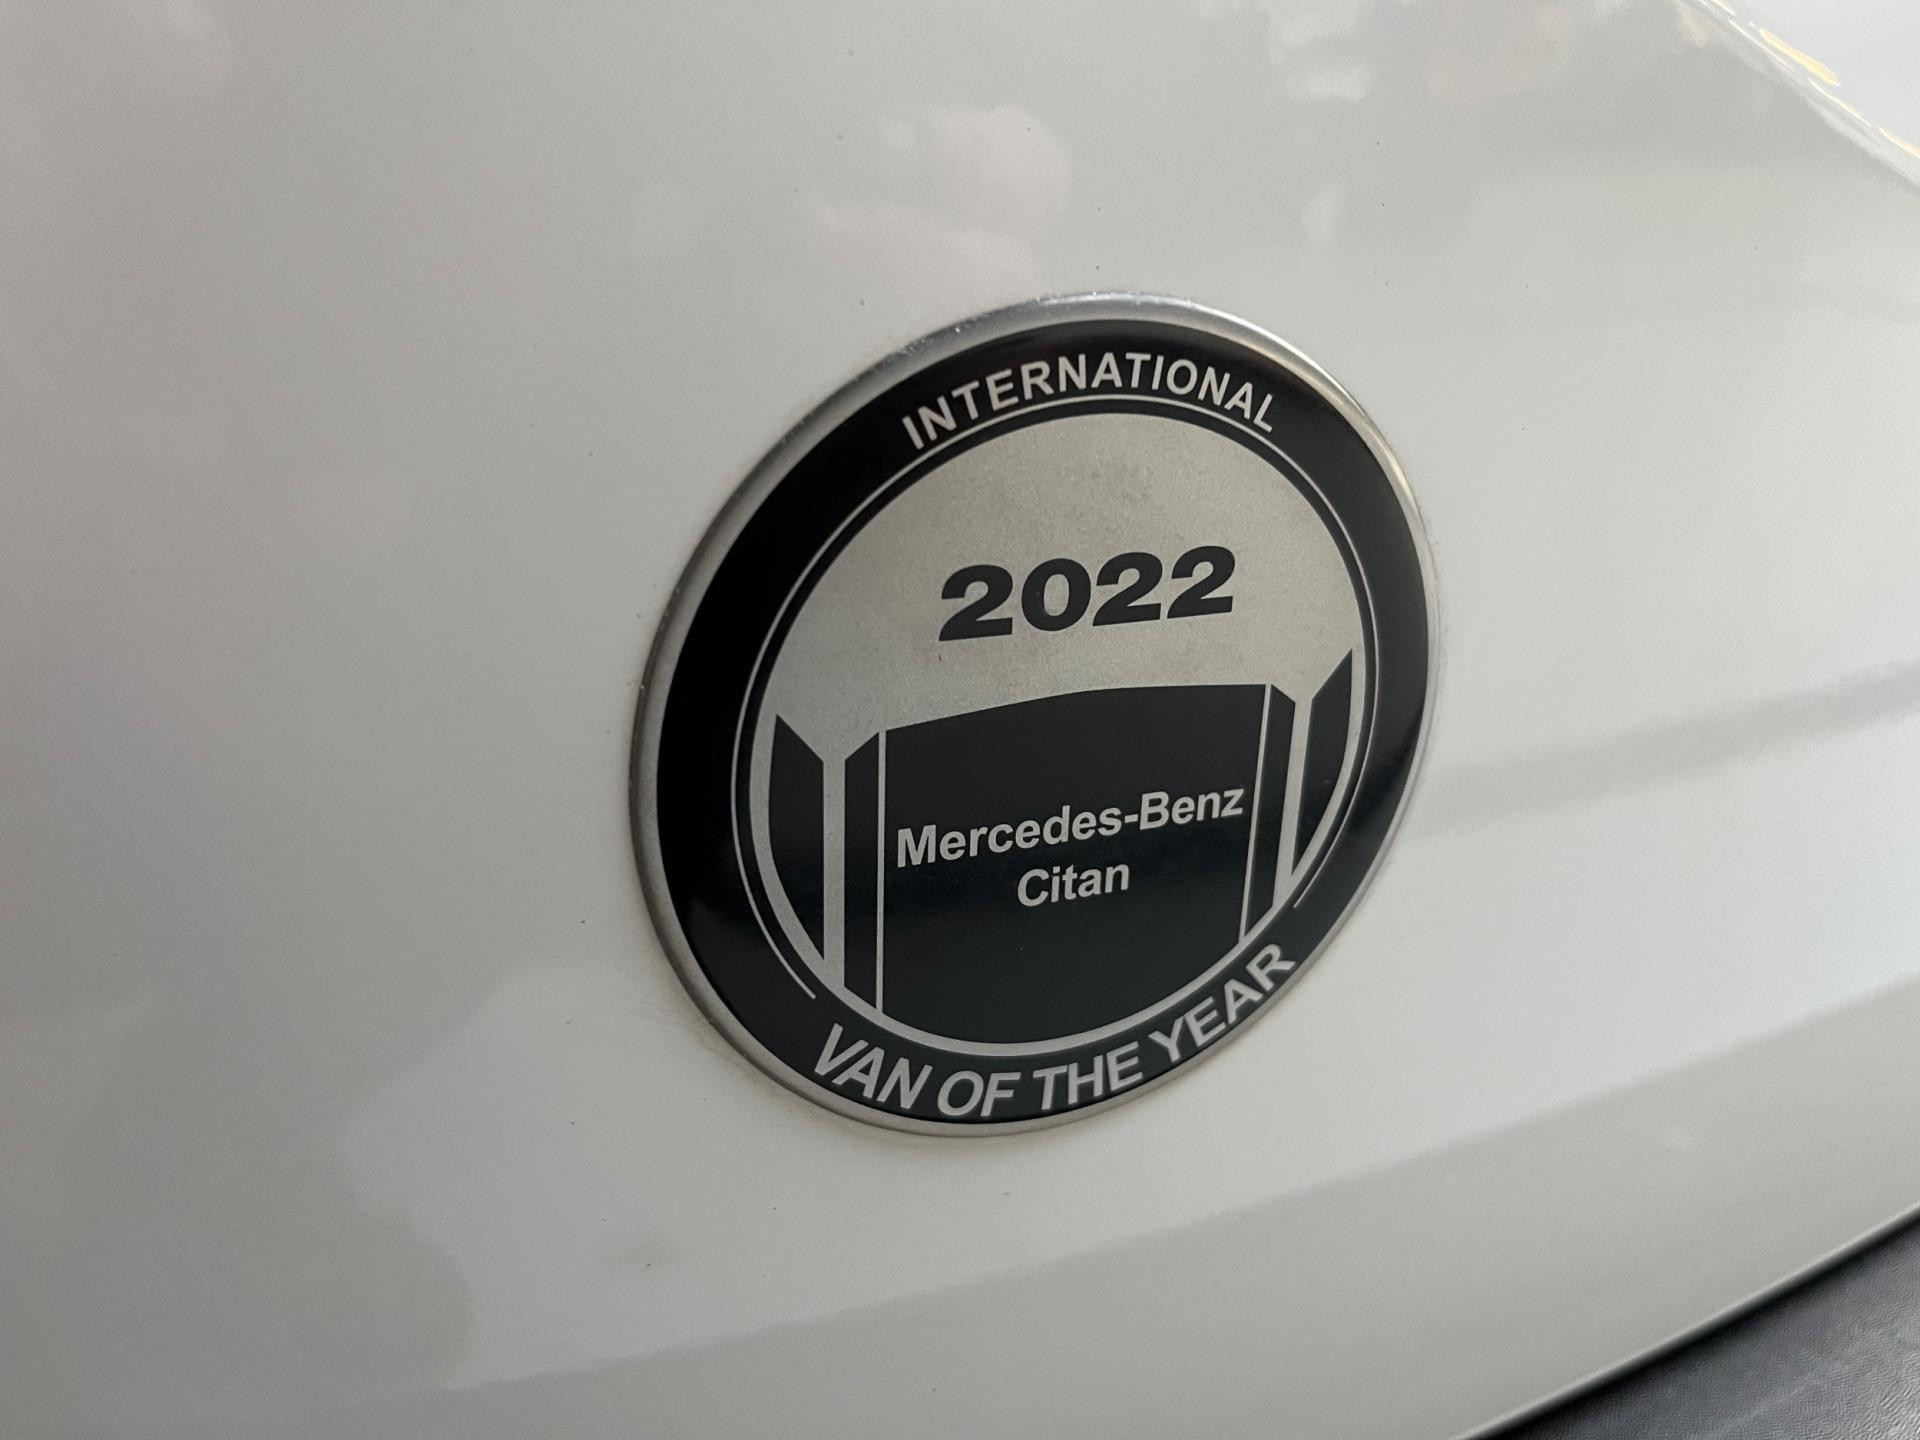 INTERNATIONAL
2022
Mercedes-Benz
Citan
VAN OF THE YEAR